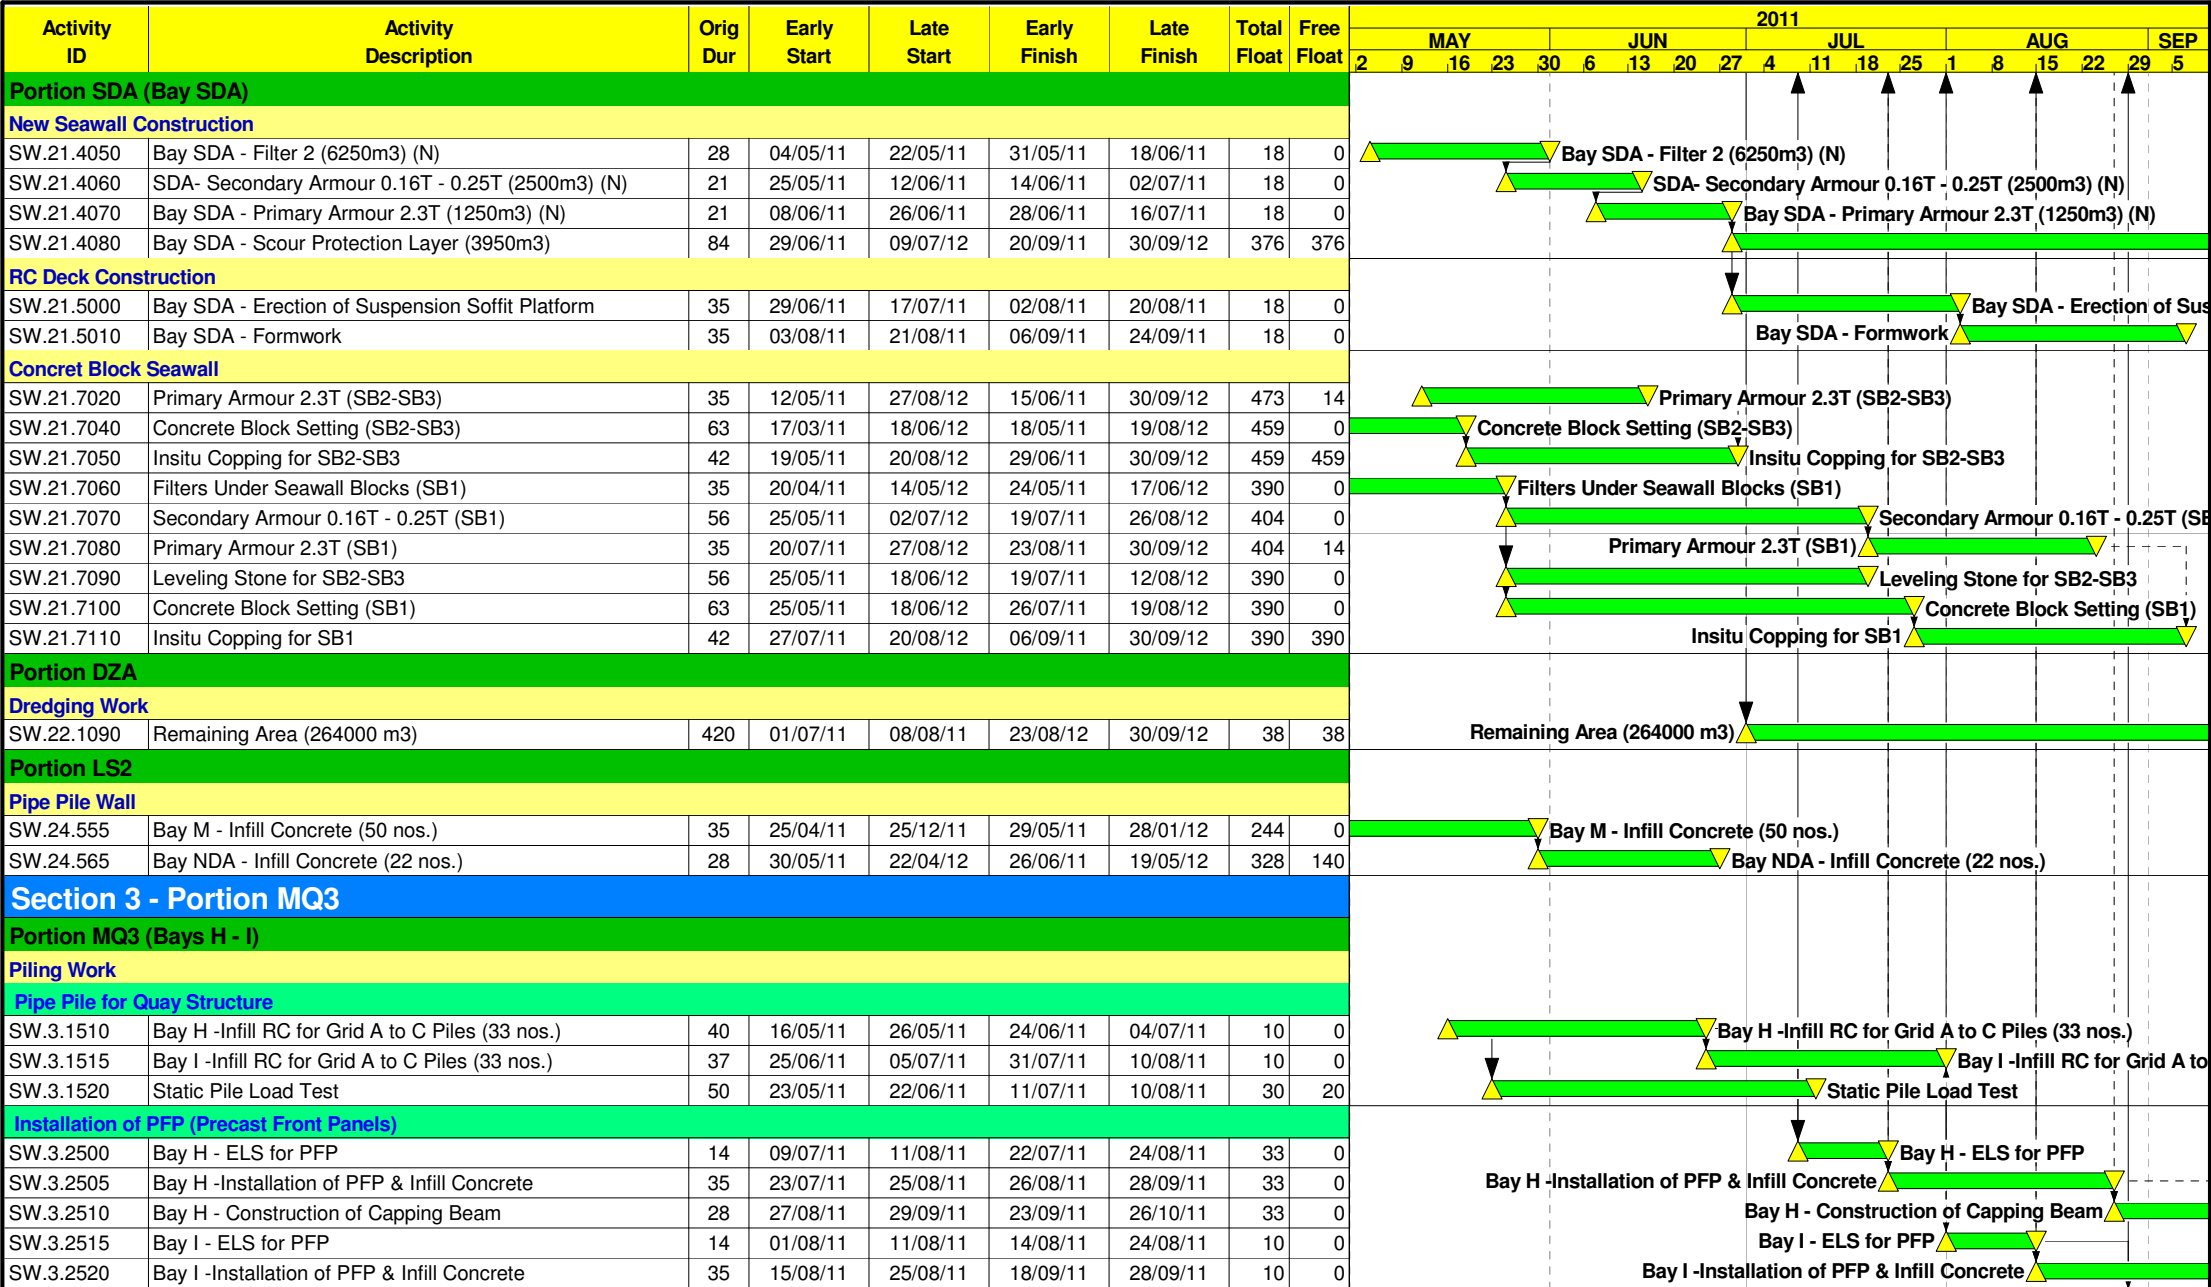 Activity ID Activity Description Orig Dur Early Start Late Start Early Finish Late Finish Total Float Free Float
2011
MAY JUN JUL AUG SEP
2 9 16 23 30 6 13 20 27 4 11 18 25 1 8 15 22 29 5
Portion SDA (Bay SDA)
New Seawall Construction
SW.21.4050 Bay SDA - Filter 2 (6250m3) (N) 28 04/05/11 22/05/11 31/05/11 18/06/11 18 0 Bay SDA - Filter 2 (6250m3) (N)
SW.21.4060 SDA- Secondary Armour 0.16T - 0.25T (2500m3) (N) 21 25/05/11 12/06/11 14/06/11 02/07/11 18 0 SDA- Secondary Armour 0.16T - 0.25T (2500m3) (N)
SW.21.4070 Bay SDA - Primary Armour 2.3T (1250m3) (N) 21 08/06/11 26/06/11 28/06/11 16/07/11 18 0 Bay SDA - Primary Armour 2.3T (1250m3) (N)
SW.21.4080 Bay SDA - Scour Protection Layer (3950m3) 84 29/06/11 09/07/12 20/09/11 30/09/12 376 376
RC Deck Construction
SW.21.5000 Bay SDA - Erection of Suspension Soffit Platform 35 29/06/11 17/07/11 02/08/11 20/08/11 18 0 Bay SDA - Erection of Sus
SW.21.5010 Bay SDA - Formwork 35 03/08/11 21/08/11 06/09/11 24/09/11 18 0 Bay SDA - Formwork
Concret Block Seawall
SW.21.7020 Primary Armour 2.3T (SB2-SB3) 35 12/05/11 27/08/12 15/06/11 30/09/12 473 14 Primary Armour 2.3T (SB2-SB3)
SW.21.7040 Concrete Block Setting (SB2-SB3) 63 17/03/11 18/06/12 18/05/11 19/08/12 459 0 Concrete Block Setting (SB2-SB3)
SW.21.7050 Insitu Copping for SB2-SB3 42 19/05/11 20/08/12 29/06/11 30/09/12 459 459 Insitu Copping for SB2-SB3
SW.21.7060 Filters Under Seawall Blocks (SB1) 35 20/04/11 14/05/12 24/05/11 17/06/12 390 0 Filters Under Seawall Blocks (SB1)
SW.21.7070 Secondary Armour 0.16T - 0.25T (SB1) 56 25/05/11 02/07/12 19/07/11 26/08/12 404 0 Secondary Armour 0.16T - 0.25T (SB
SW.21.7080 Primary Armour 2.3T (SB1) 35 20/07/11 27/08/12 23/08/11 30/09/12 404 14 Primary Armour 2.3T (SB1)
SW.21.7090 Leveling Stone for SB2-SB3 56 25/05/11 18/06/12 19/07/11 12/08/12 390 0 Leveling Stone for SB2-SB3
SW.21.7100 Concrete Block Setting (SB1) 63 25/05/11 18/06/12 26/07/11 19/08/12 390 0 Concrete Block Setting (SB1)
SW.21.7110 Insitu Copping for SB1 42 27/07/11 20/08/12 06/09/11 30/09/12 390 390 Insitu Copping for SB1
Portion DZA
Dredging Work
SW.22.1090 Remaining Area (264000 m3) 420 01/07/11 08/08/11 23/08/12 30/09/12 38 38 Remaining Area (264000 m3)
Portion LS2
Pipe Pile Wall
SW.24.555 Bay M - Infill Concrete (50 nos.) 35 25/04/11 25/12/11 29/05/11 28/01/12 244 0 Bay M - Infill Concrete (50 nos.)
SW.24.565 Bay NDA - Infill Concrete (22 nos.) 28 30/05/11 22/04/12 26/06/11 19/05/12 328 140 Bay NDA - Infill Concrete (22 nos.)
Section 3 - Portion MQ3
Portion MQ3 (Bays H - I)
Piling Work
Pipe Pile for Quay Structure
SW.3.1510 Bay H -Infill RC for Grid A to C Piles (33 nos.) 40 16/05/11 26/05/11 24/06/11 04/07/11 10 0 Bay H -Infill RC for Grid A to C Piles (33 nos.)
SW.3.1515 Bay I -Infill RC for Grid A to C Piles (33 nos.) 37 25/06/11 05/07/11 31/07/11 10/08/11 10 0 Bay I -Infill RC for Grid A to
SW.3.1520 Static Pile Load Test 50 23/05/11 22/06/11 11/07/11 10/08/11 30 20 Static Pile Load Test
Installation of PFP (Precast Front Panels)
SW.3.2500 Bay H - ELS for PFP 14 09/07/11 11/08/11 22/07/11 24/08/11 33 0 Bay H - ELS for PFP
SW.3.2505 Bay H -Installation of PFP & Infill Concrete 35 23/07/11 25/08/11 26/08/11 28/09/11 33 0 Bay H -Installation of PFP & Infill Concrete
SW.3.2510 Bay H - Construction of Capping Beam 28 27/08/11 29/09/11 23/09/11 26/10/11 33 0 Bay H - Construction of Capping Beam
SW.3.2515 Bay I - ELS for PFP 14 01/08/11 11/08/11 14/08/11 24/08/11 10 0 Bay I - ELS for PFP
SW.3.2520 Bay I -Installation of PFP & Infill Concrete 35 15/08/11 25/08/11 18/09/11 28/09/11 10 0 Bay I -Installation of PFP & Infill Concrete